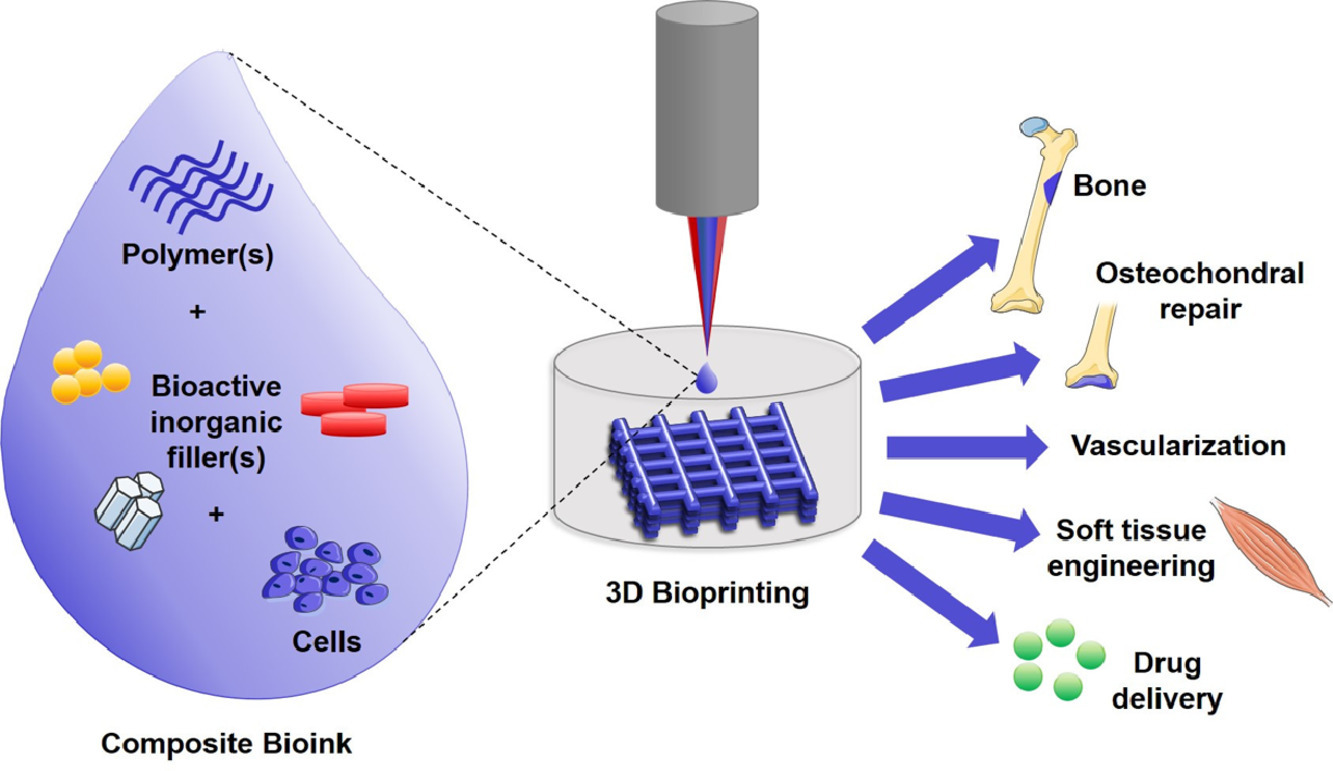 Polymer(s)
+
Bioactive
inorganic
filler(s)
+
Cells
Composite Bioink
3D Bioprinting
Bone
Osteochondral
repair
Vascularization
Soft tissue
engineering
Drug
delivery